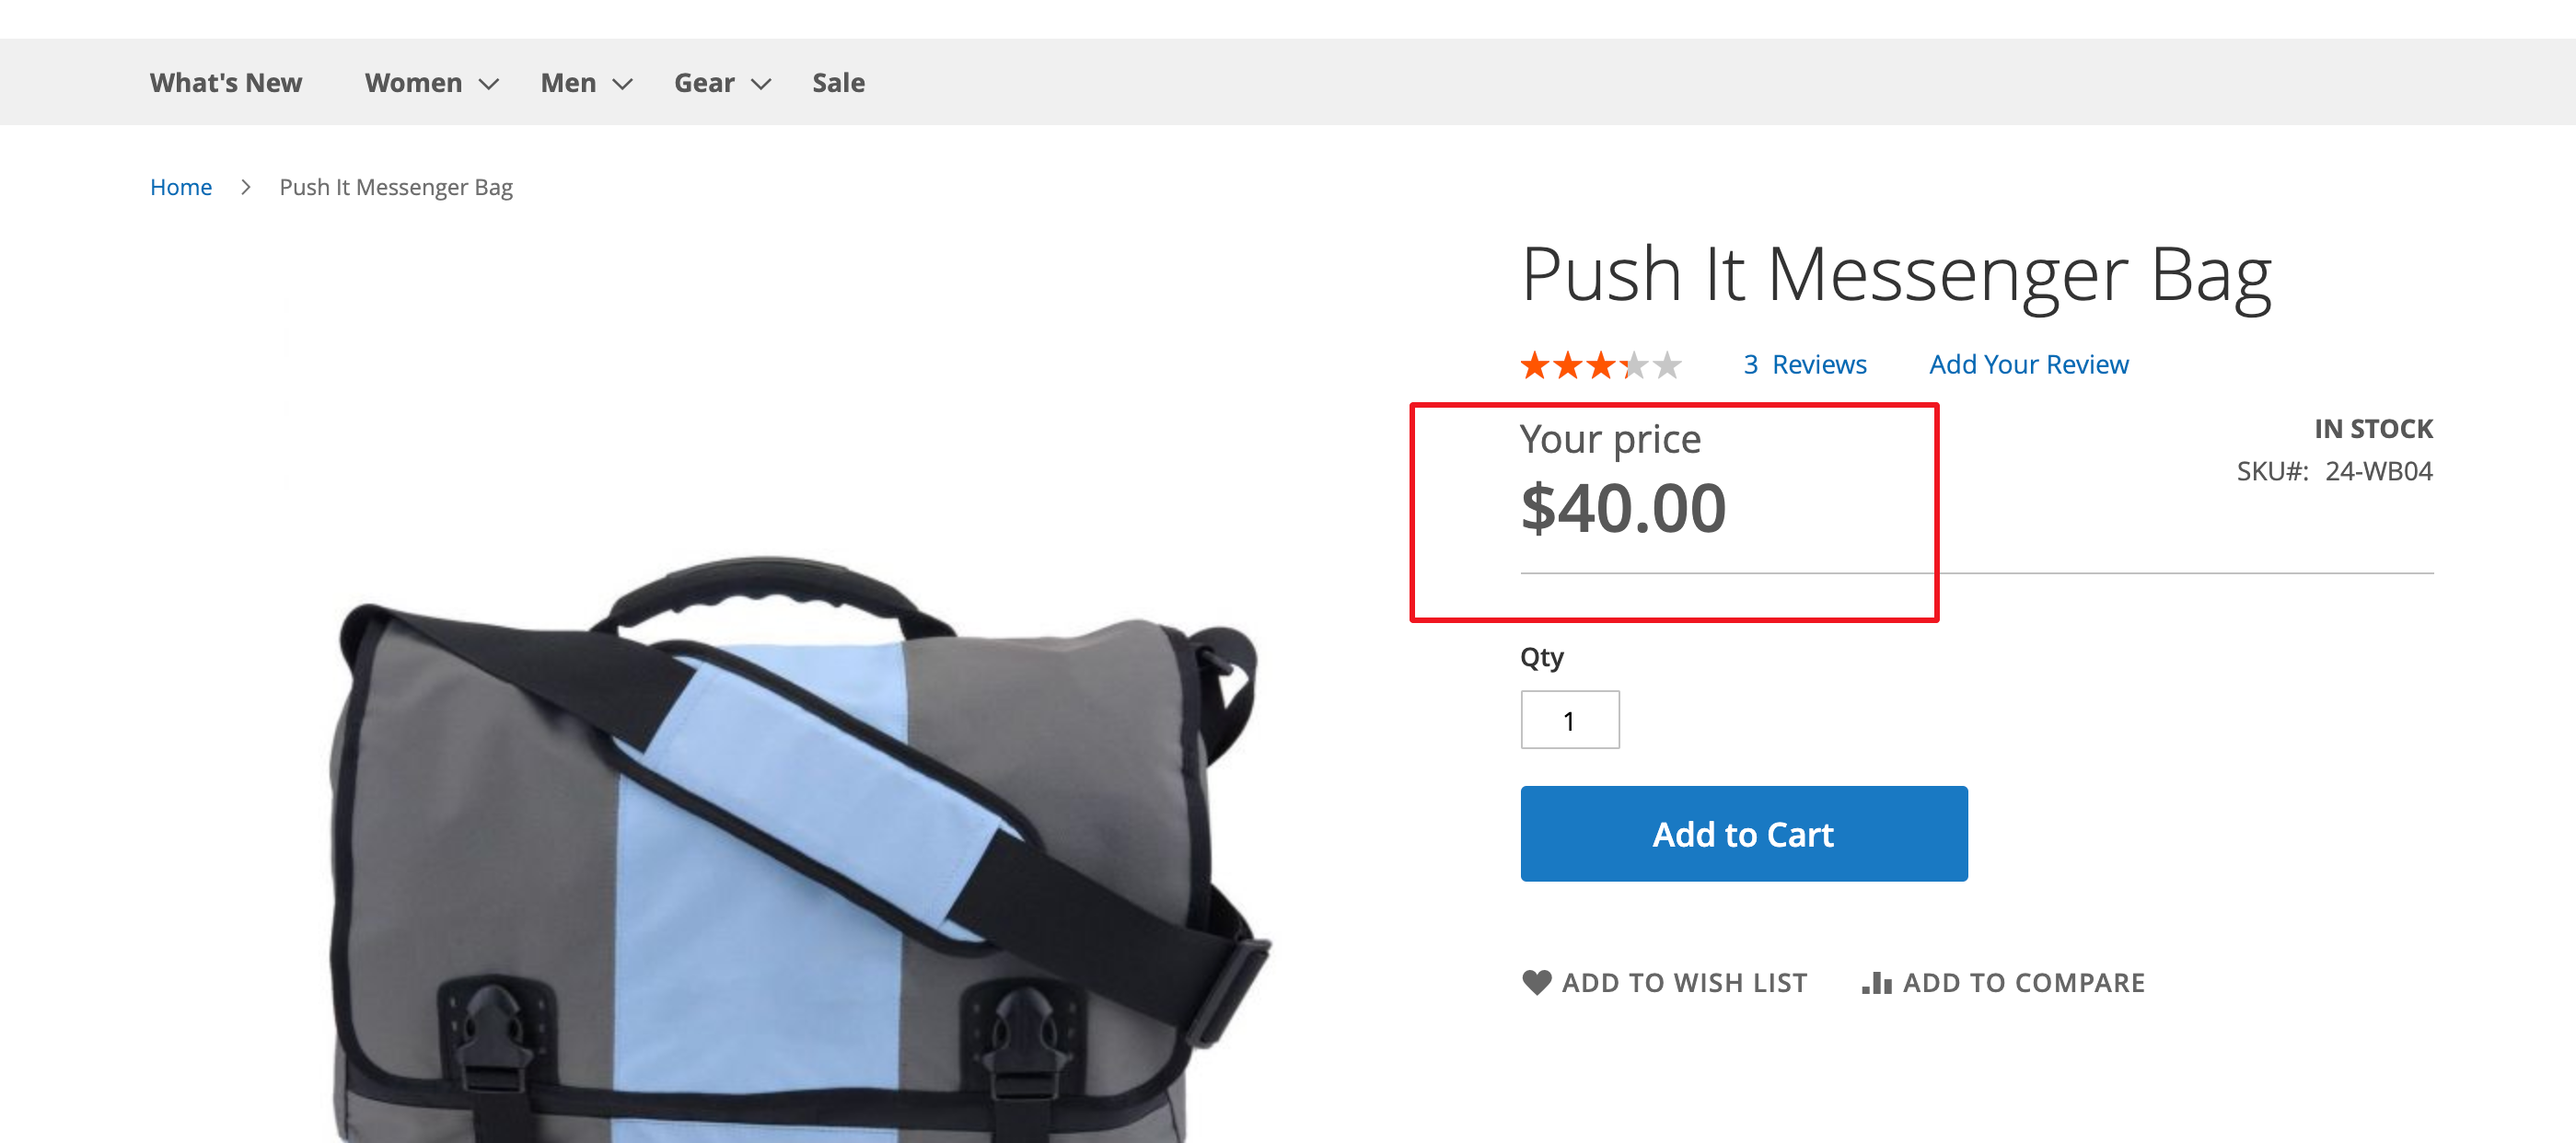 What's New Women Men Gear Sale
Home > Push It Messenger Bag
Push It Messenger Bag
3 Reviews Add Your Review
Your price
$40.00
IN STOCK
SKU#: 24-WB04
Qty
1
Add to Cart
ADD TO WISH LIST ADD TO COMPARE